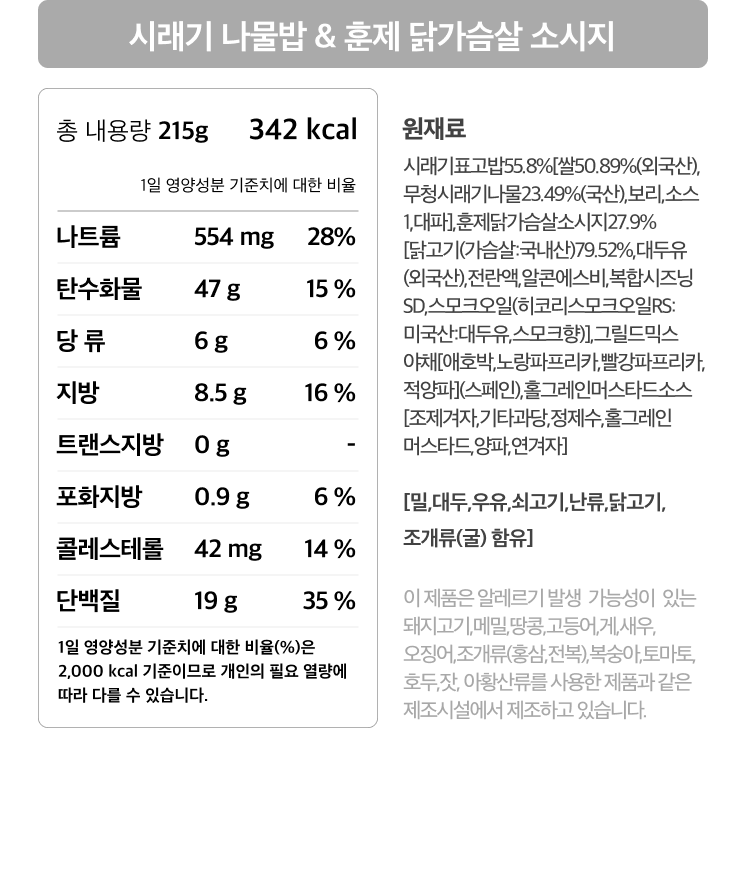 시래기 나물밥 & 훈제 닭가슴살 소시지
총 내용량 215g 342 kcal
1일 영양성분 기준치에 대한 비율
나트륨 554 mg 28%
탄수화물 47 g 15 %
당 류 6 g 6 %
지방 8.5 g 16 %
트랜스지방 0 g -
포화지방 0.9 g 6 %
콜레스테롤 42 mg 14 %
단백질 19 g 35 %
1일 영양성분 기준치에 대한 비율(%)은
2,000 kcal 기준이므로 개인의 필요 열량에
따라 다를 수 있습니다.
원재료
시래기표고밥55.8%[쌀50.89%(외국산),
무청시래기나물23.49%(국산),보리,소스
1,대파],훈제닭가슴살소시지27.9%
[닭고기(가슴살:국내산)79.52%,대두유
(외국산),전란액,알콘에스비,복합시즈닝
SD,스모크오일(히코리스모크오일RS:
미국산:대두유,스모크향)],그릴드믹스
야채[애호박,노랑파프리카,빨강파프리카,
적양파](스페인),홀그레인머스타드소스
[조제겨자,기타과당,정제수,홀그레인
머스타드,양파,연겨자]
[밀,대두,우유,쇠고기,난류,닭고기,
조개류(굴) 함유]
이 제품은 알레르기 발생 가능성이 있는
돼지고기,메밀,땅콩,고등어,게,새우,
오징어,조개류(홍삼,전복),복숭아,토마토,
호두,잣, 아황산류를 사용한 제품과 같은
제조시설에서 제조하고 있습니다.